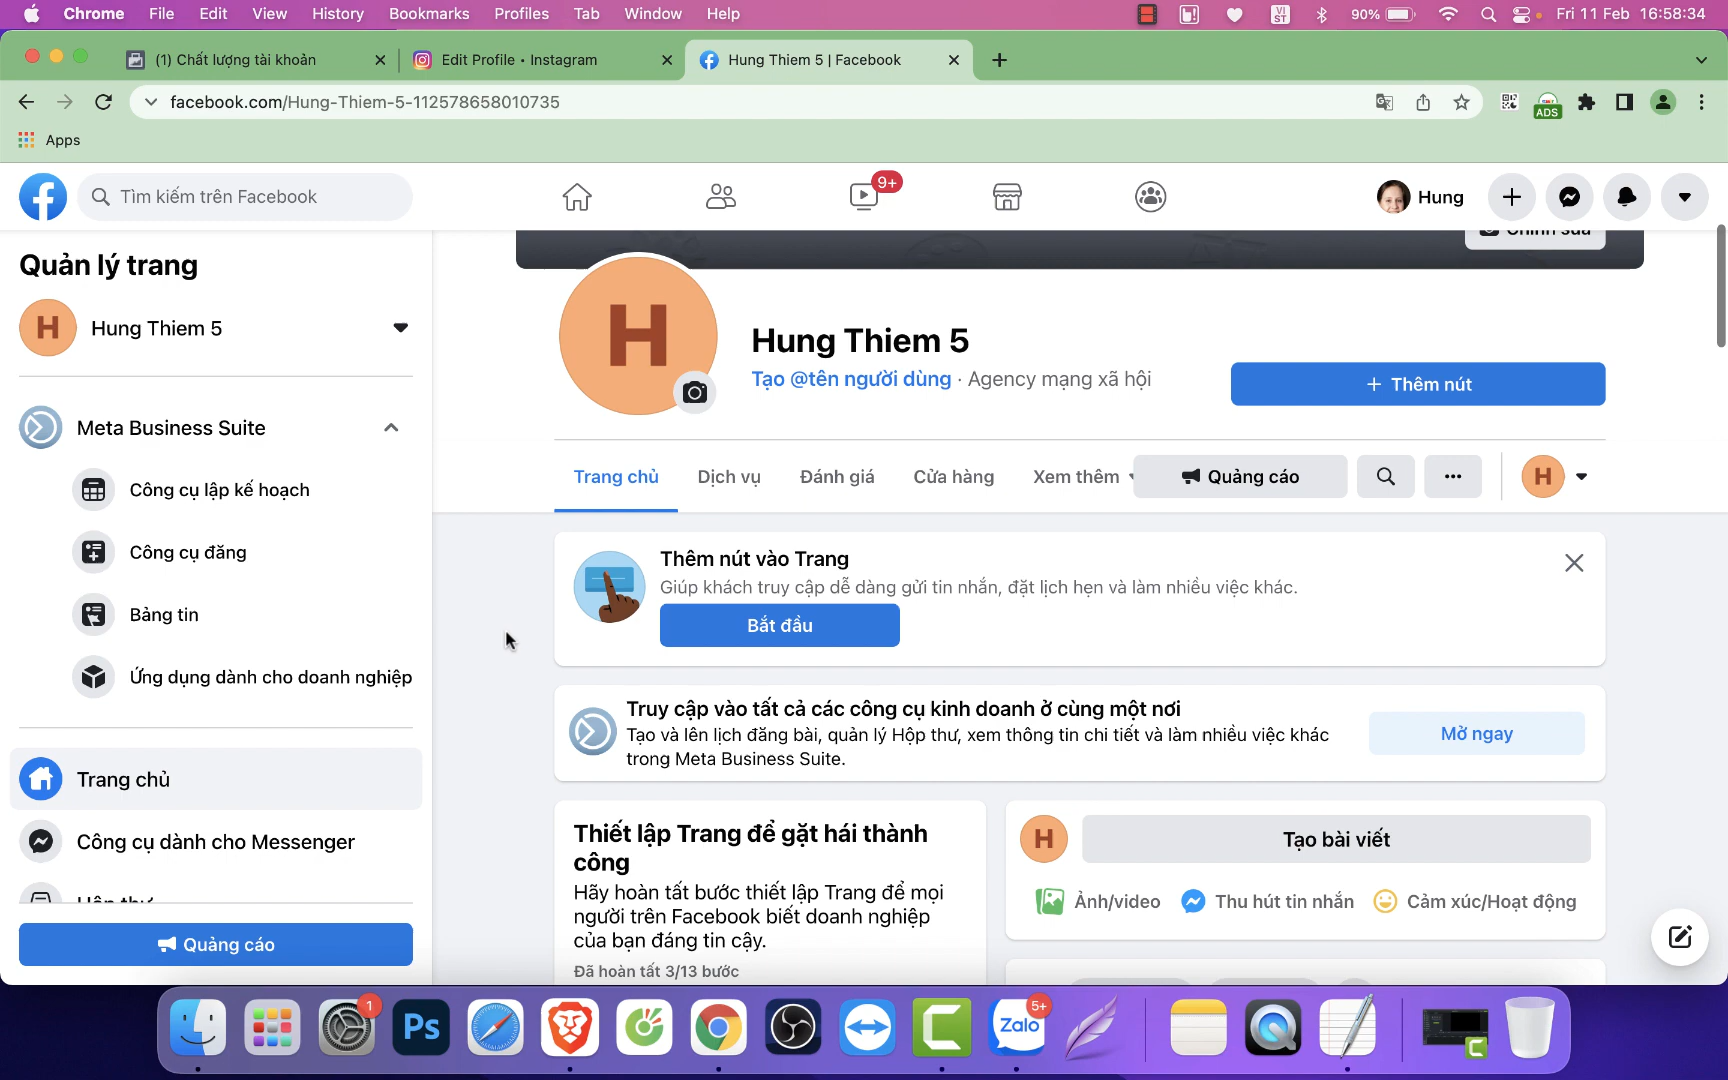 Chrome File Edit View History Bookmarks Profiles Tab Window Help
VI ST
90%
Fri 11 Feb 16:58:34
(1) Chất lượng tài khoản
Edit Profile • Instagram
Hung Thiem 5 | Facebook
facebook.com/Hung-Thiem-5-112578658010735
ADS
Apps
Tìm kiếm trên Facebook
9+
Hung
Quản lý trang
H
Hung Thiem 5
Meta Business Suite
Công cụ lập kế hoạch
Công cụ đăng
Bảng tin
Ứng dụng dành cho doanh nghiệp
Trang chủ
Công cụ dành cho Messenger
Hộp thư
Quảng cáo
Chỉnh sửa
H
Hung Thiem 5
Tạo @tên người dùng · Agency mạng xã hội
+ Thêm nút
Trang chủ Dịch vụ Đánh giá Cửa hàng Xem thêm
Quảng cáo
H
Thêm nút vào Trang
Giúp khách truy cập dễ dàng gửi tin nhắn, đặt lịch hẹn và làm nhiều việc khác.
Bắt đầu
Truy cập vào tất cả các công cụ kinh doanh ở cùng một nơi
Tạo và lên lịch đăng bài, quản lý Hộp thư, xem thông tin chi tiết và làm nhiều việc khác
trong Meta Business Suite.
Mở ngay
Thiết lập Trang để gặt hái thành
công
Hãy hoàn tất bước thiết lập Trang để mọi
người trên Facebook biết doanh nghiệp
của bạn đáng tin cậy.
Đã hoàn tất 3/13 bước
H
Tạo bài viết
Ảnh/video
Thu hút tin nhắn
Cảm xúc/Hoạt động
1
Ps
Zalo
5+